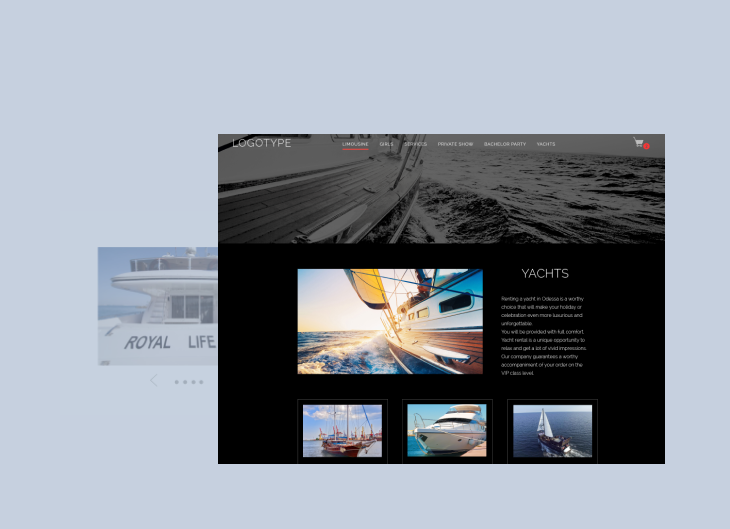 LOGOTYPE
LIMOUSINE GIRLS SERVICES PRIVATE SHOW BACHELOR PARTY YACHTS
YACHTS
Renting a yacht in Odessa is a worthy
choice that will make your holiday or
celebration even more luxurious and
unforgettable.
You will be provided with full comfort.
Yacht rental is a unique opportunity to
relax and get a lot of vivid impressions.
Our company guarantees a worthy
accompaniment of your order on the
VIP class level.
ROYAL LIFE